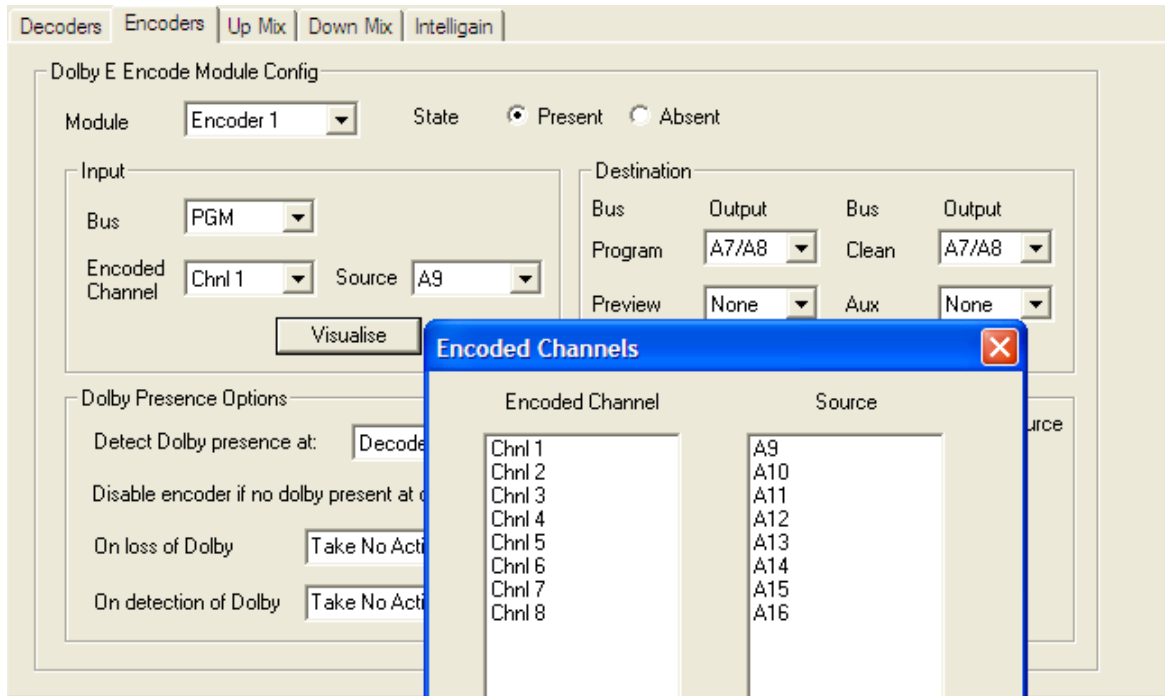 Decoders Encoders Up Mix Down Mix Intelligain
Dolby E Encode Module Config
Module Encoder 1 State Present Absent
Input
Bus PGM
Encoded Channel Chnl 1 Source A9
Visualise
Destination
Bus Output Bus Output
Program A7/A8 Clean A7/A8
Preview None Aux None
Dolby Presence Options
Detect Dolby presence at: Decode
Disable encoder if no dolby present at
On loss of Dolby Take No Acti
On detection of Dolby Take No Acti
urce
Encoded Channels
Encoded Channel Source
Chnl 1 A9
Chnl 2 A10
Chnl 3 A11
Chnl 4 A12
Chnl 5 A13
Chnl 6 A14
Chnl 7 A15
Chnl 8 A16